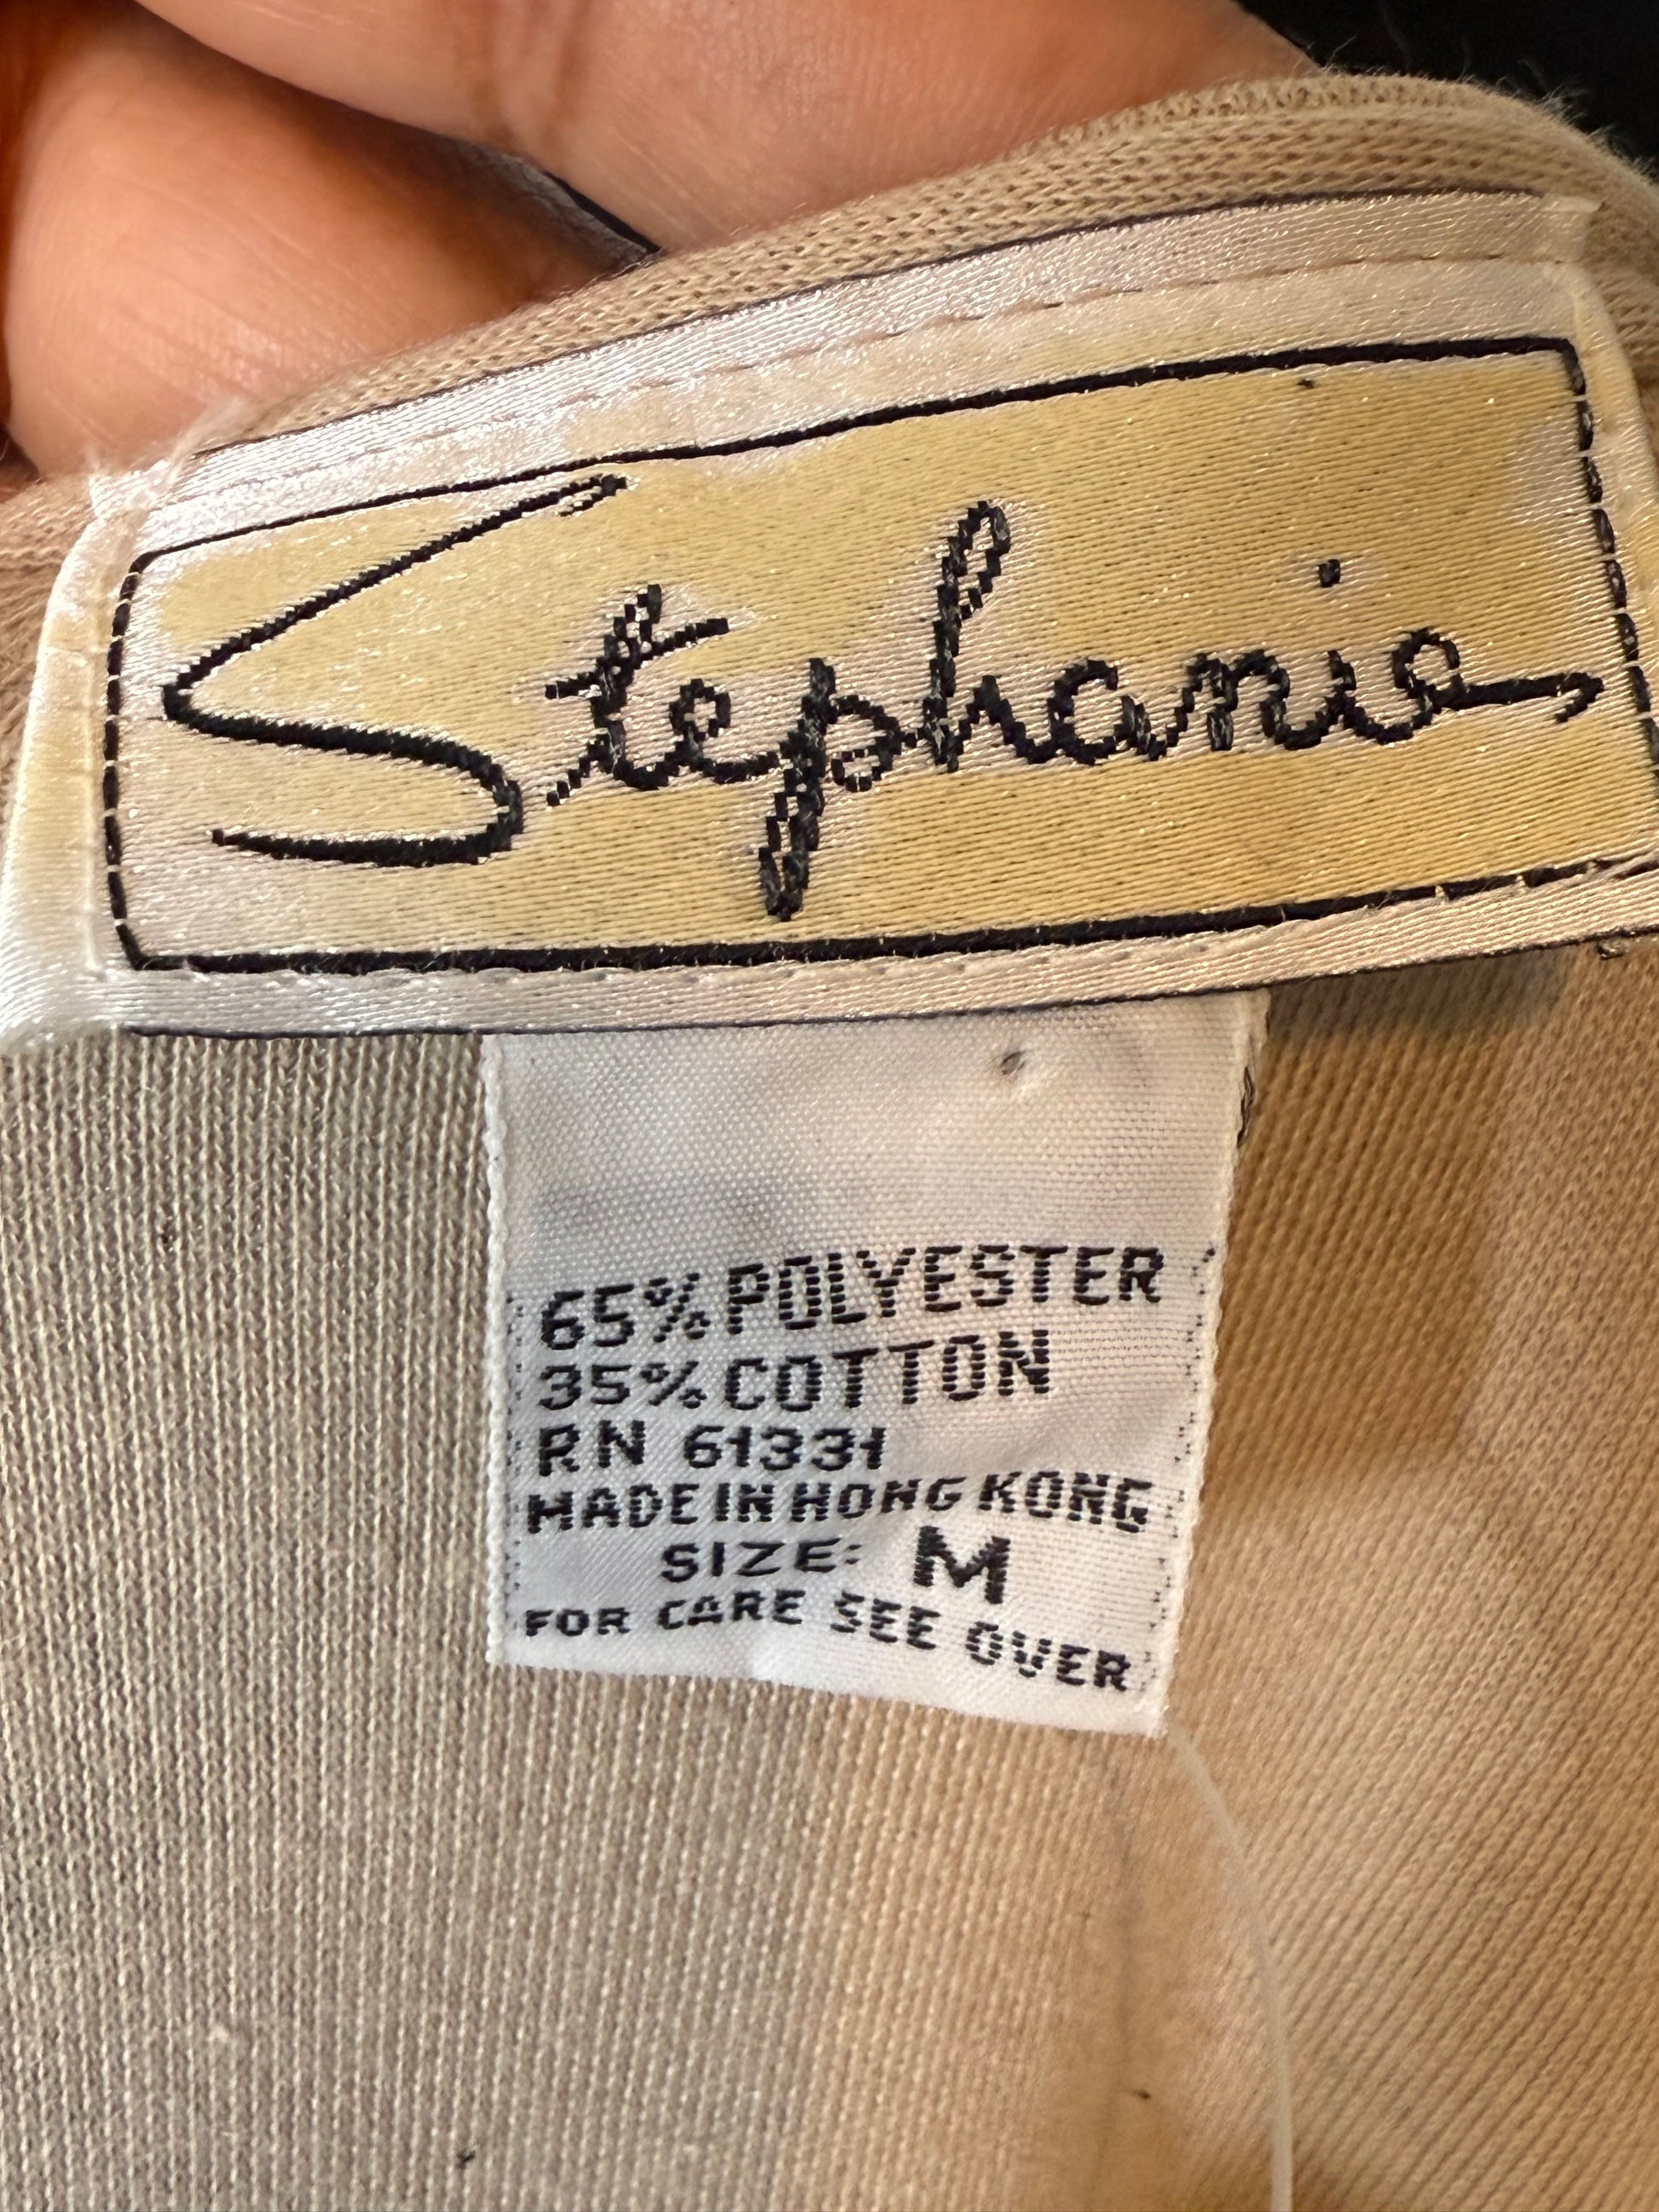 Stephanie
65% POLYESTER
35% COTTON
RN 61331
MADE IN HONG KONG
SIZE: M
FOR CARE SEE OVER